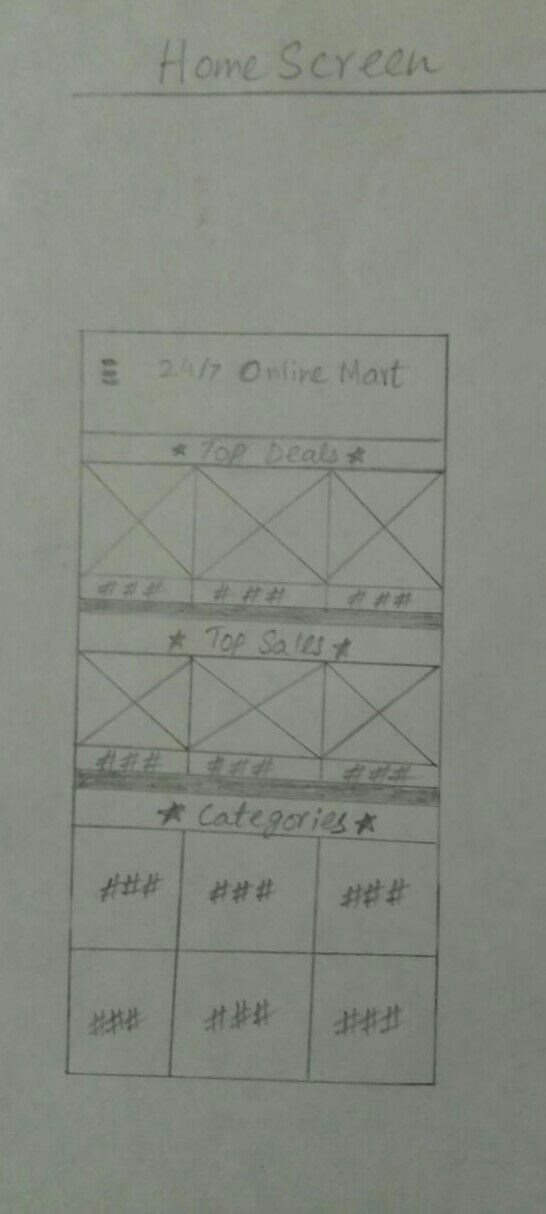 Home Screen
24/7 Online Mart
★ Top Deals ★
### ### ###
★ Top Sales ★
### ### ###
★ Categories ★
### ### ###
### ### ###